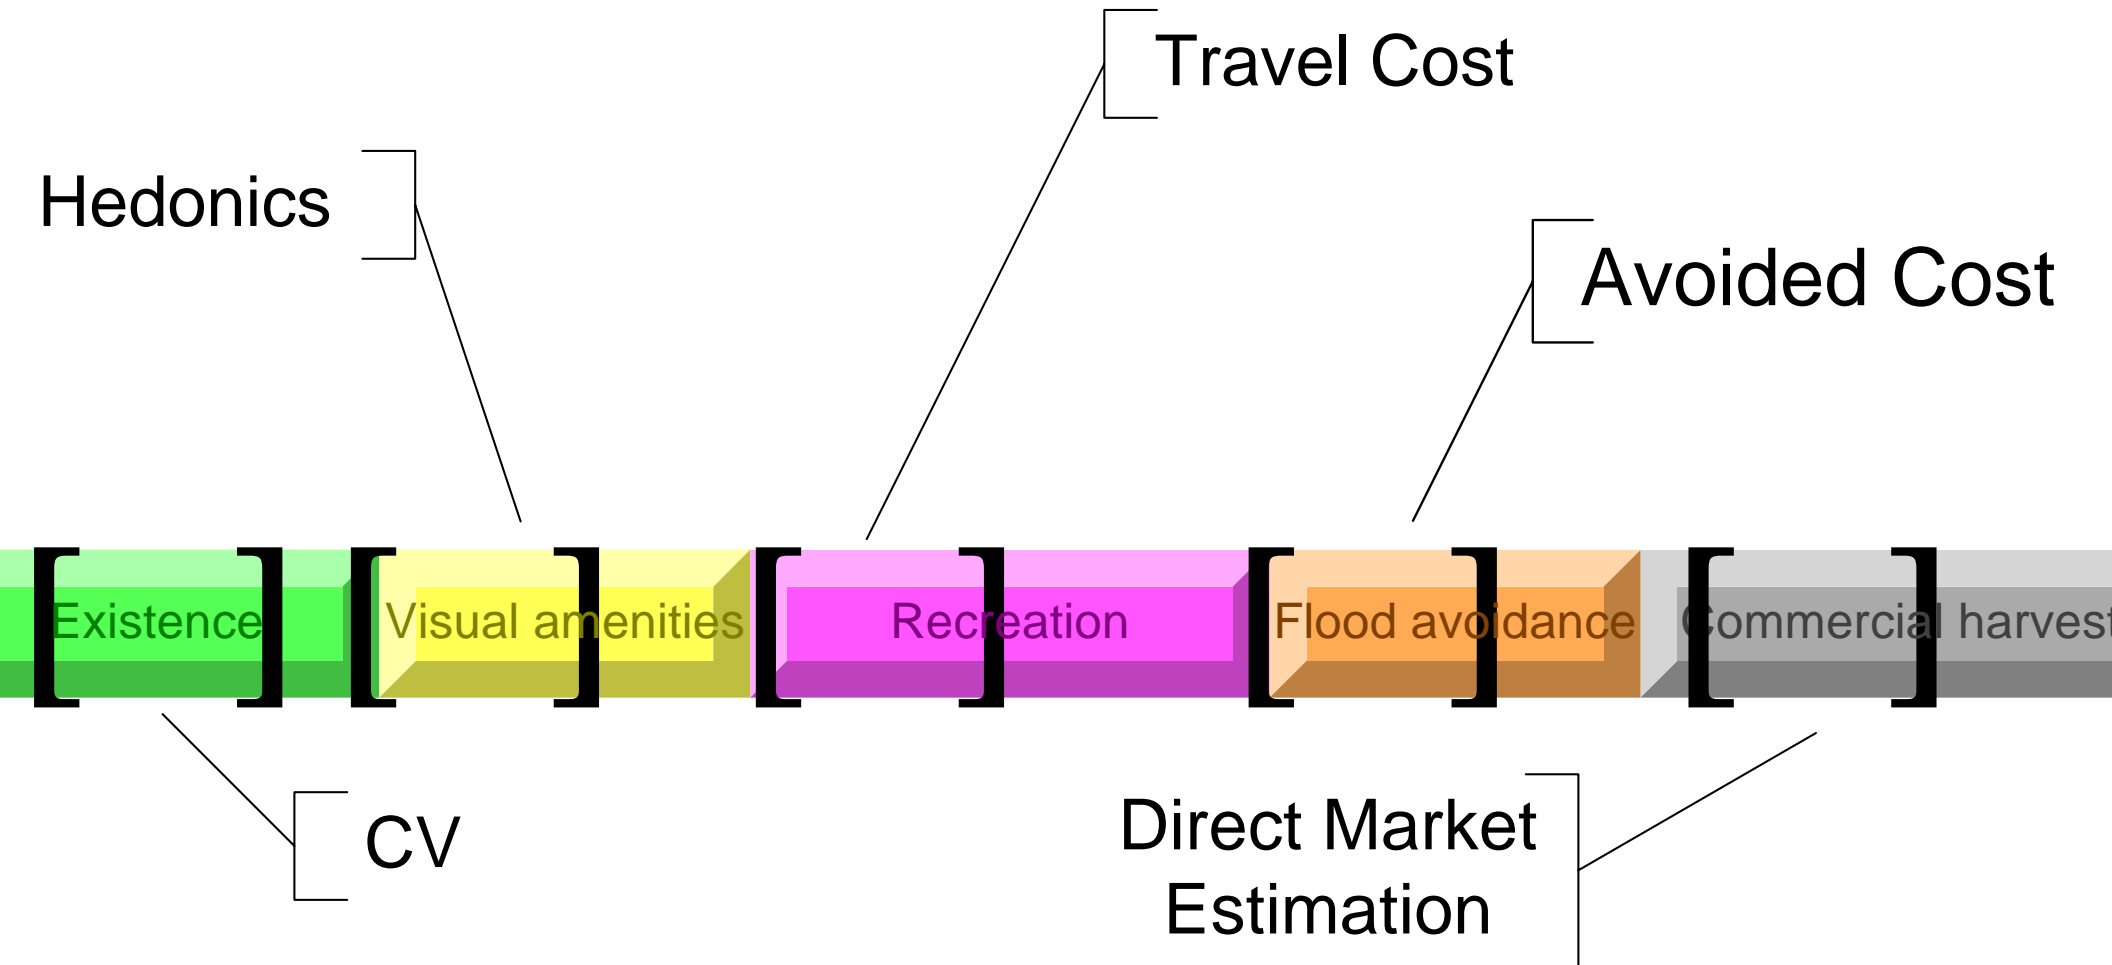 Travel Cost
Hedonics
Avoided Cost
Existence
Visual amenities
Recreation
Flood avoidance
Commercial harvest
CV
Direct Market
Estimation